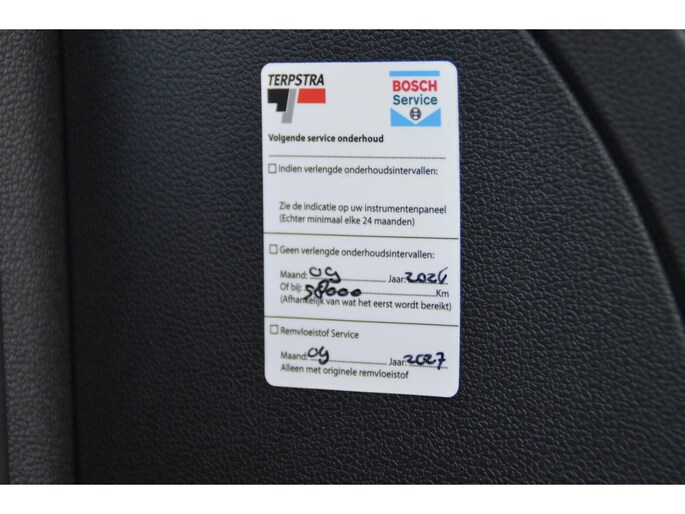 TERPSTRA
BOSCH
Service
Volgende service onderhoud
Indien verlengde onderhoudsintervallen:
Zie de indicatie op uw instrumentenpaneel
(Echter minimaal elke 24 maanden)
Geen verlengde onderhoudsintervallen:
Maand: 09 Jaar: 2026
Of bij: 58000 Km
(Afhankelijk van wat het eerst wordt bereikt)
Remvloeistof Service
Maand: 09 Jaar: 2027
Alleen met originele remvloeistof